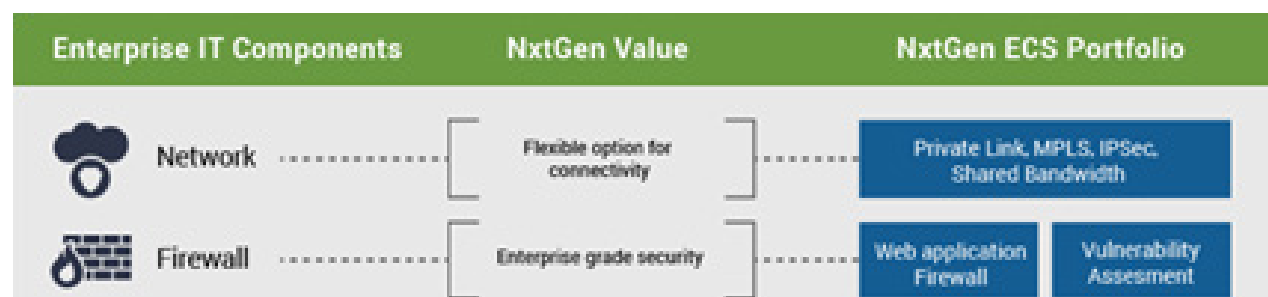 Enterprise IT Components
NxtGen Value
NxtGen ECS Portfolio
Network
Flexible option for
connectivity
Private Link, MPLS, IPSec,
Shared Bandwidth
Firewall
Enterprise grade security
Web application
Firewall
Vulnerability
Assesment